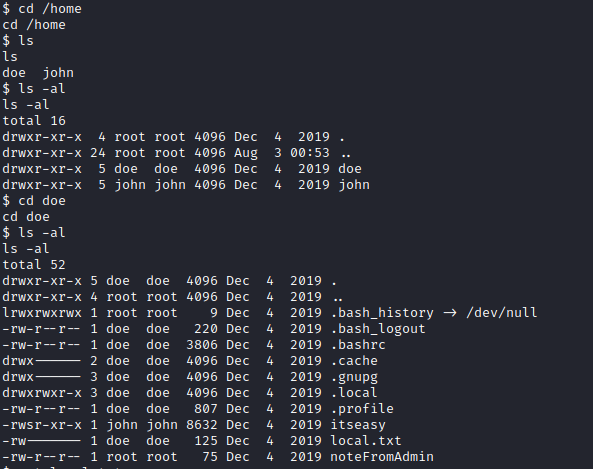 $ cd /home
cd /home
$ ls
ls
doe  john
$ ls -al
ls -al
total 16
drwxr-xr-x  4 root root 4096 Dec  4  2019 .
drwxr-xr-x 24 root root 4096 Aug  3 00:53 ..
drwxr-xr-x  5 doe  doe  4096 Dec  4  2019 doe
drwxr-xr-x  5 john john 4096 Dec  4  2019 john
$ cd doe
cd doe
$ ls -al
ls -al
total 52
drwxr-xr-x 5 doe  doe  4096 Dec  4  2019 .
drwxr-xr-x 4 root root 4096 Dec  4  2019 ..
lrwxrwxrwx 1 root root    9 Dec  4  2019 .bash_history -> /dev/null
-rw-r--r-- 1 doe  doe   220 Dec  4  2019 .bash_logout
-rw-r--r-- 1 doe  doe  3806 Dec  4  2019 .bashrc
drwx------ 2 doe  doe  4096 Dec  4  2019 .cache
drwx------ 3 doe  doe  4096 Dec  4  2019 .gnupg
drwxrwxr-x 3 doe  doe  4096 Dec  4  2019 .local
-rw-r--r-- 1 doe  doe   807 Dec  4  2019 .profile
-rwsr-xr-x 1 john john 8632 Dec  4  2019 itseasy
-rw------- 1 doe  doe   125 Dec  4  2019 local.txt
-rw-r--r-- 1 root root   75 Dec  4  2019 noteFromAdmin